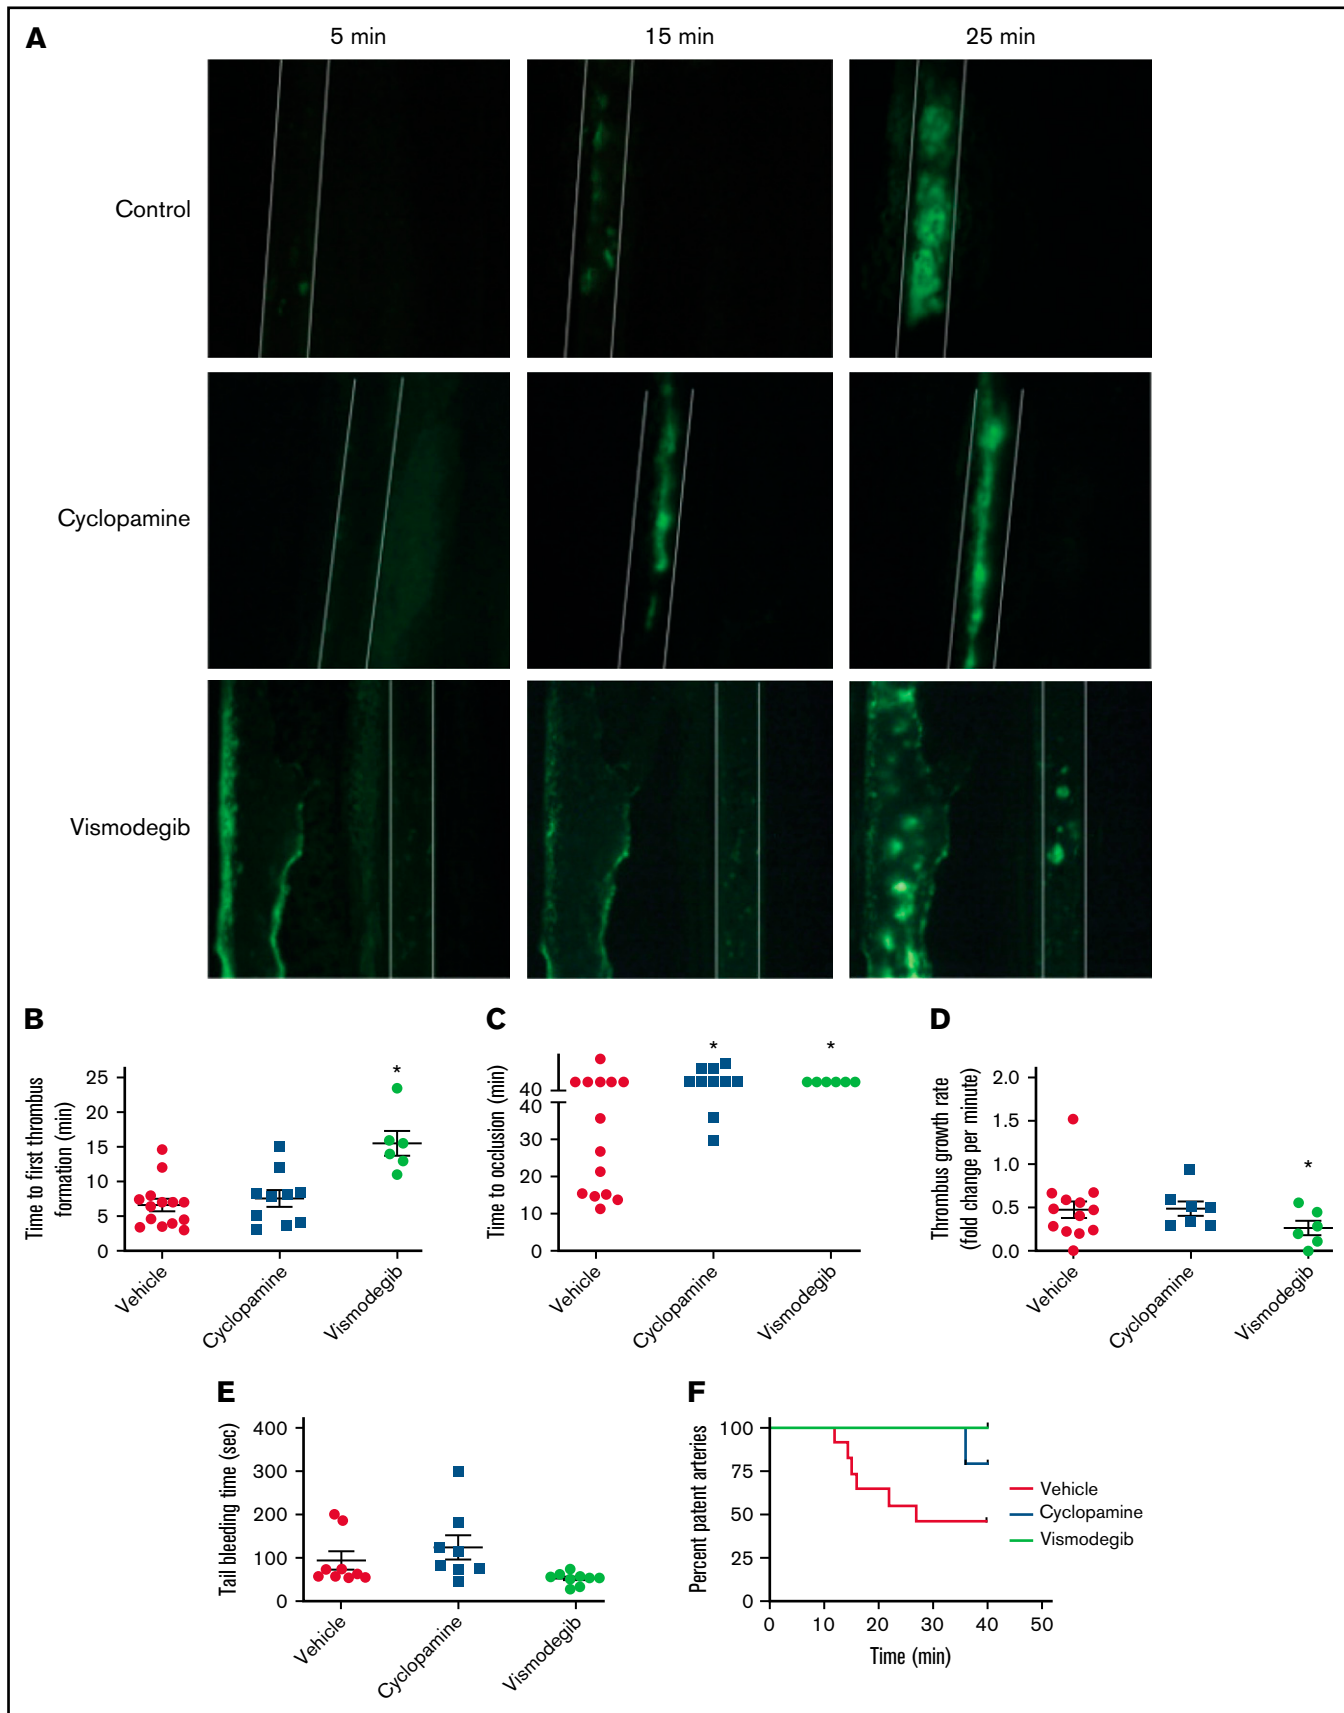 A
5 min 15 min 25 min
Control
Cyclopamine
Vismodegib
B
Time to first thrombus
formation (min)
25
20
15
10
5
0
*
Vehicle
Cyclopamine
Vismodegib
C
Time to occlusion (min)
40
40
30
20
10
0
*
*
Vehicle
Cyclopamine
Vismodegib
D
Thrombus growth rate
(fold change per minute)
2.0
1.5
1.0
0.5
0.0
*
Vehicle
Cyclopamine
Vismodegib
E
Tail bleeding time (sec)
400
300
200
100
0
Vehicle
Cyclopamine
Vismodegib
F
Percent patent arteries
100
75
50
25
0
0 10 20 30 40 50
Time (min)
Vehicle
Cyclopamine
Vismodegib